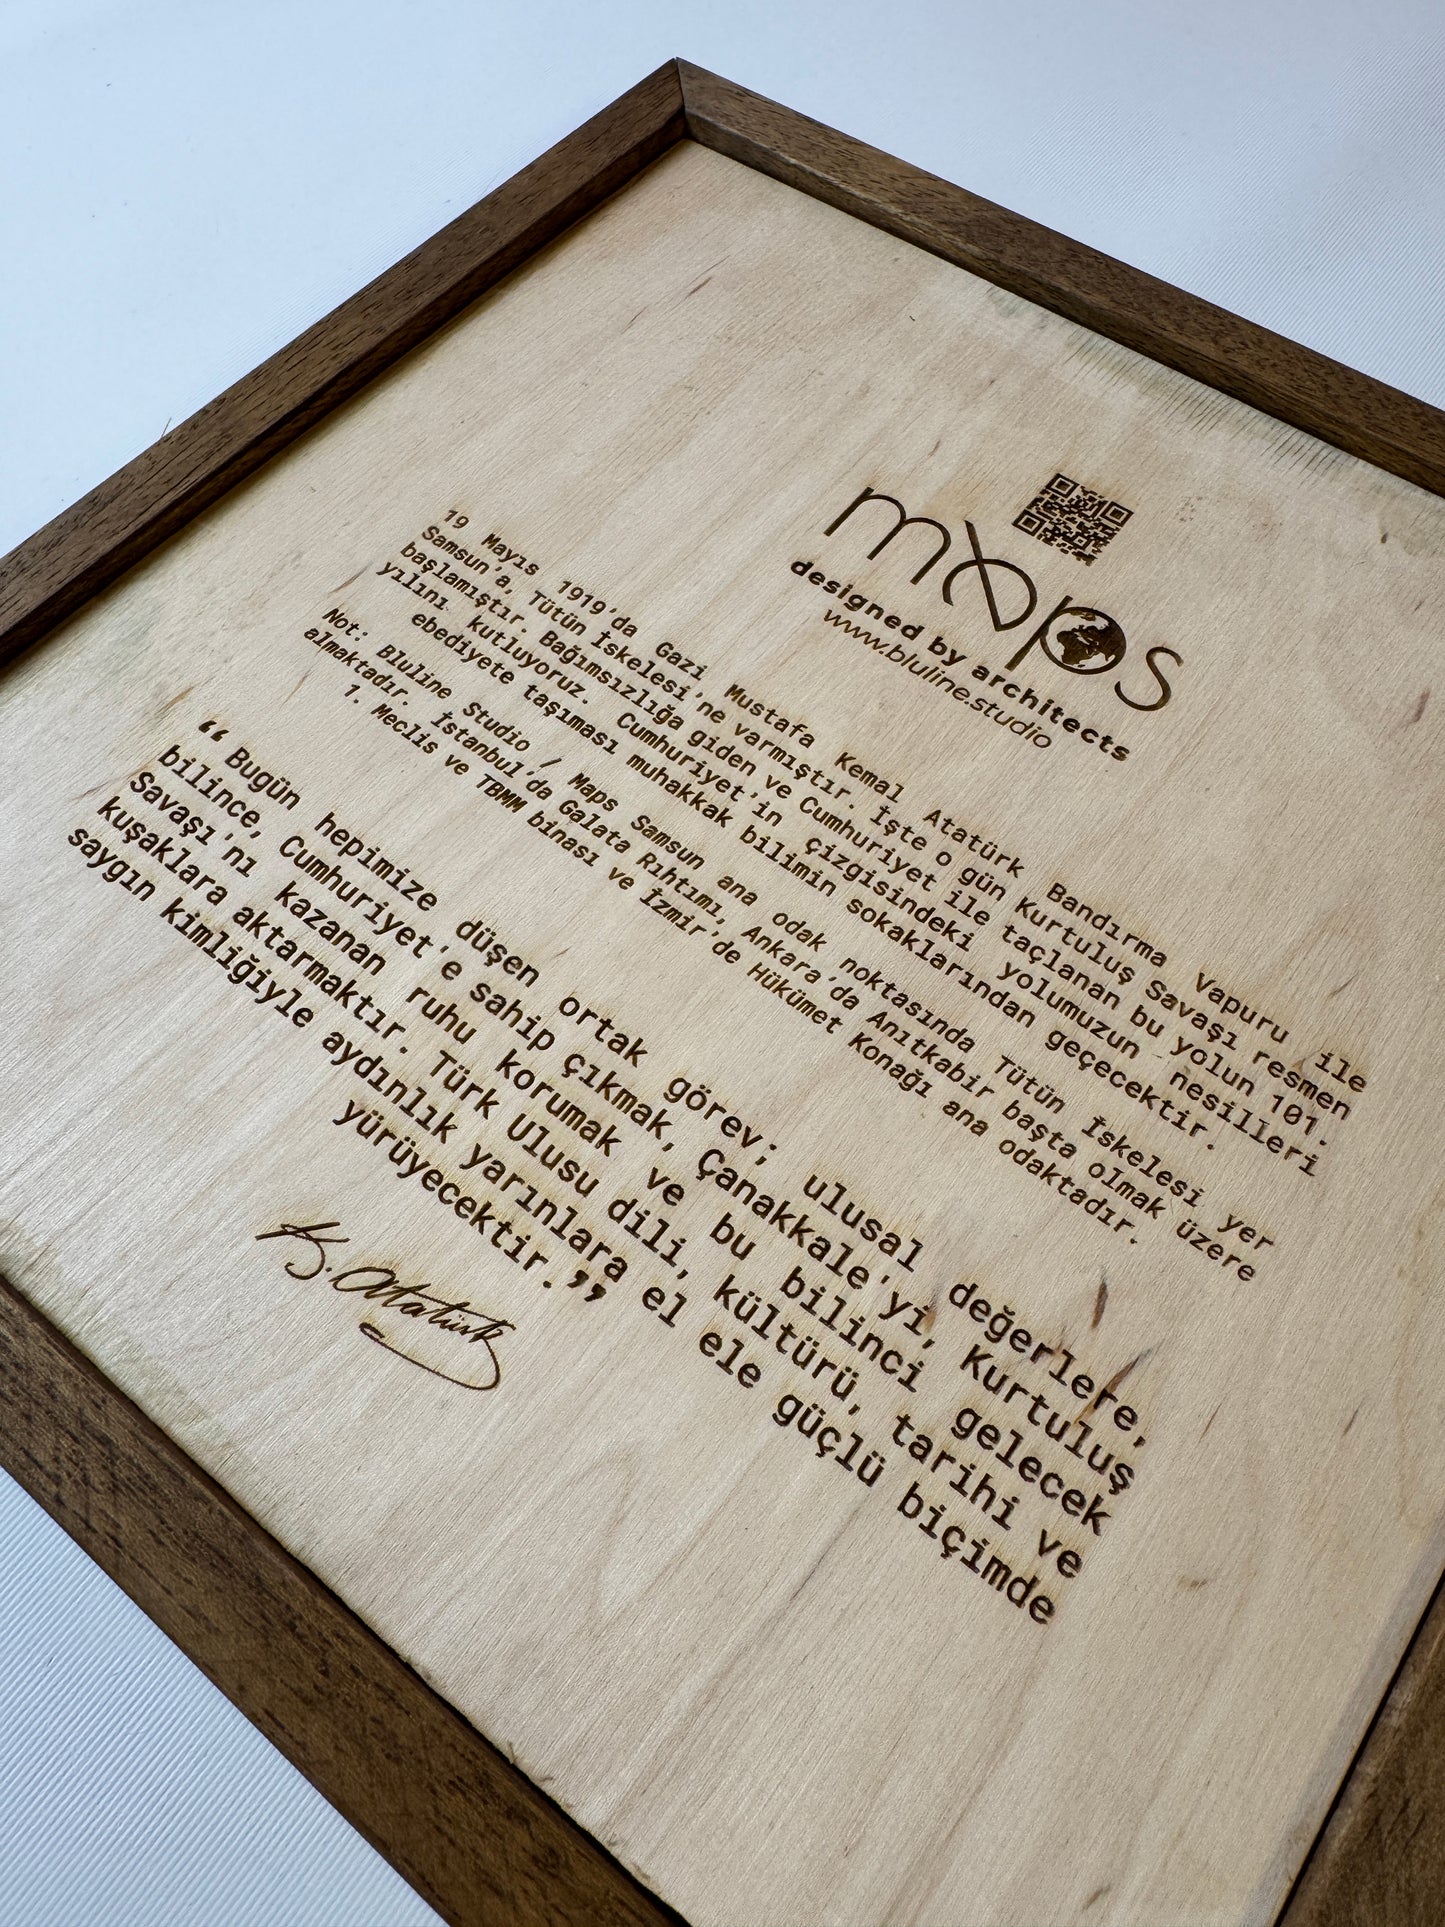 maps
designed by architects
www.bluline.studio
19 Mayıs 1919'da Gazi Mustafa Kemal Atatürk Bandırma Vapuru ile
Samsun'a, Tütün İskelesi'ne varmıştır. İşte o gün Kurtuluş Savaşı resmen
başlamıştır. Bağımsızlığa giden ve Cumhuriyet ile taçlanan bu yolun 101.
yılını kutluyoruz. Cumhuriyet'in çizgisindeki yolumuzun nesilleri
ebediyete taşıması muhakkak bilimin sokaklarından geçecektir.
Not: Bluline Studio / Maps Samsun ana odak noktasında Tütün İskelesi yer
almaktadır. İstanbul'da Galata Rıhtımı, Ankara'da Anıtkabir başta olmak üzere
1. Meclis ve TBMM binası ve İzmir'de Hükümet Konağı ana odaktadır.
“Bugün hepimize düşen ortak görev; ulusal değerlere,
bilince, Cumhuriyet'e sahip çıkmak, Çanakkale'yi, Kurtuluş
Savaşı'nı kazanan ruhu korumak ve bu bilinci gelecek
kuşaklara aktarmaktır. Türk Ulusu dili, kültürü, tarihi ve
saygın kimliğiyle aydınlık yarınlara el ele güçlü biçimde
yürüyecektir.”
K. Atatürk